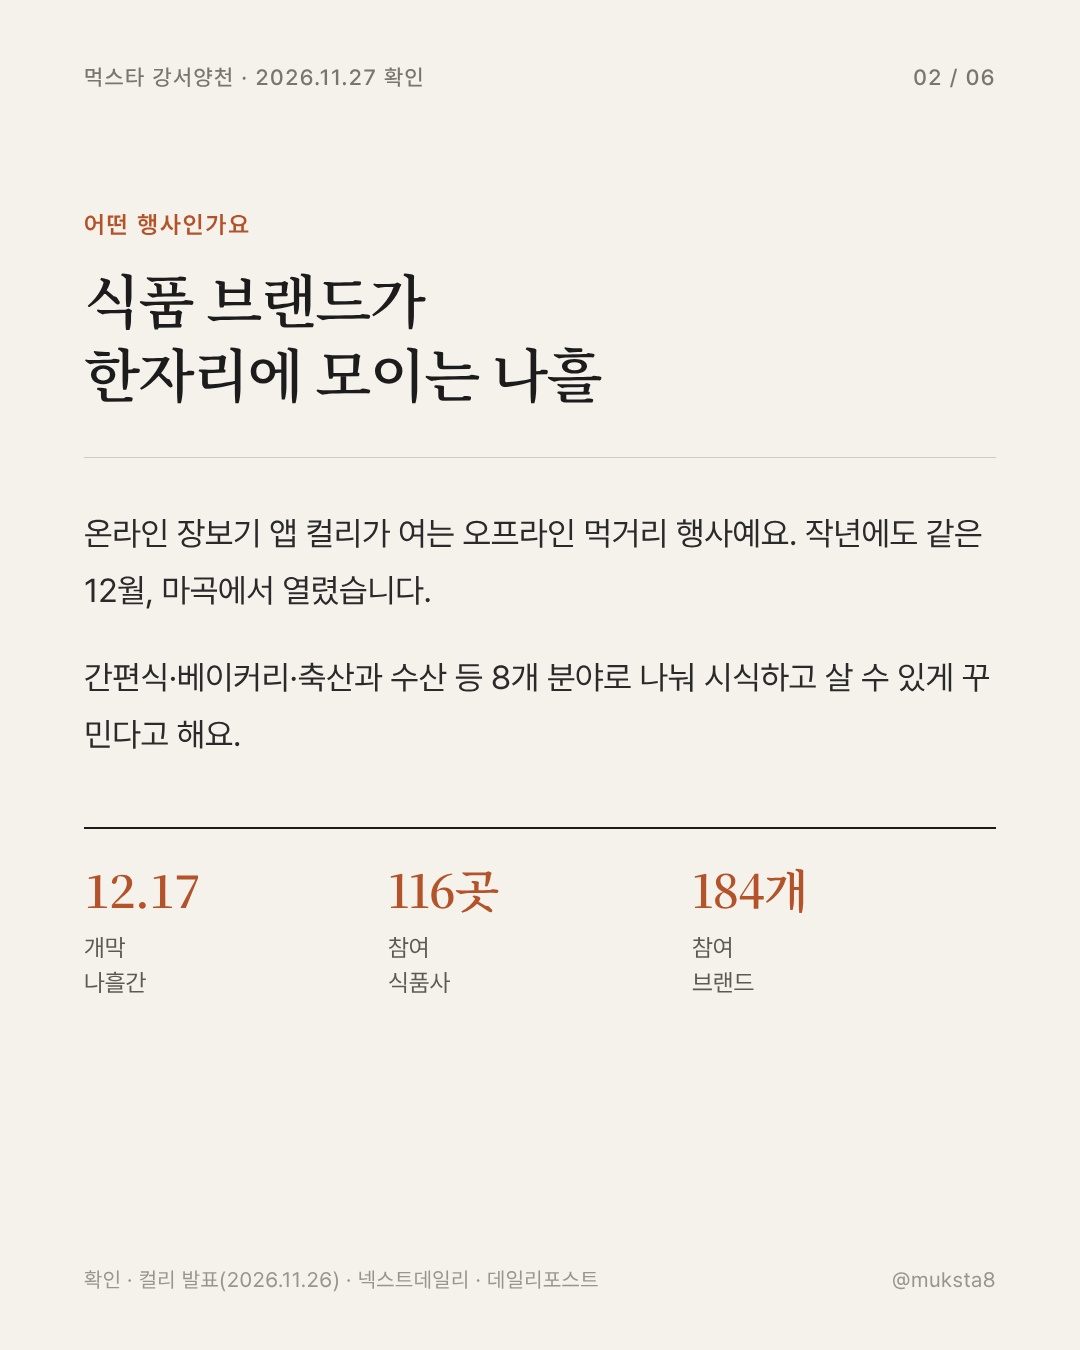 먹스타 강서양천 · 2026.11.27 확인
02 / 06
어떤 행사인가요
식품 브랜드가
한자리에 모이는 나흘
온라인 장보기 앱 컬리가 여는 오프라인 먹거리 행사예요. 작년에도 같은
12월, 마곡에서 열렸습니다.
간편식·베이커리·축산과 수산 등 8개 분야로 나눠 시식하고 살 수 있게 꾸
민다고 해요.
12.17
개막
나흘간
116곳
참여
식품사
184개
참여
브랜드
확인 · 컬리 발표(2026.11.26) · 넥스트데일리 · 데일리포스트
@muksta8